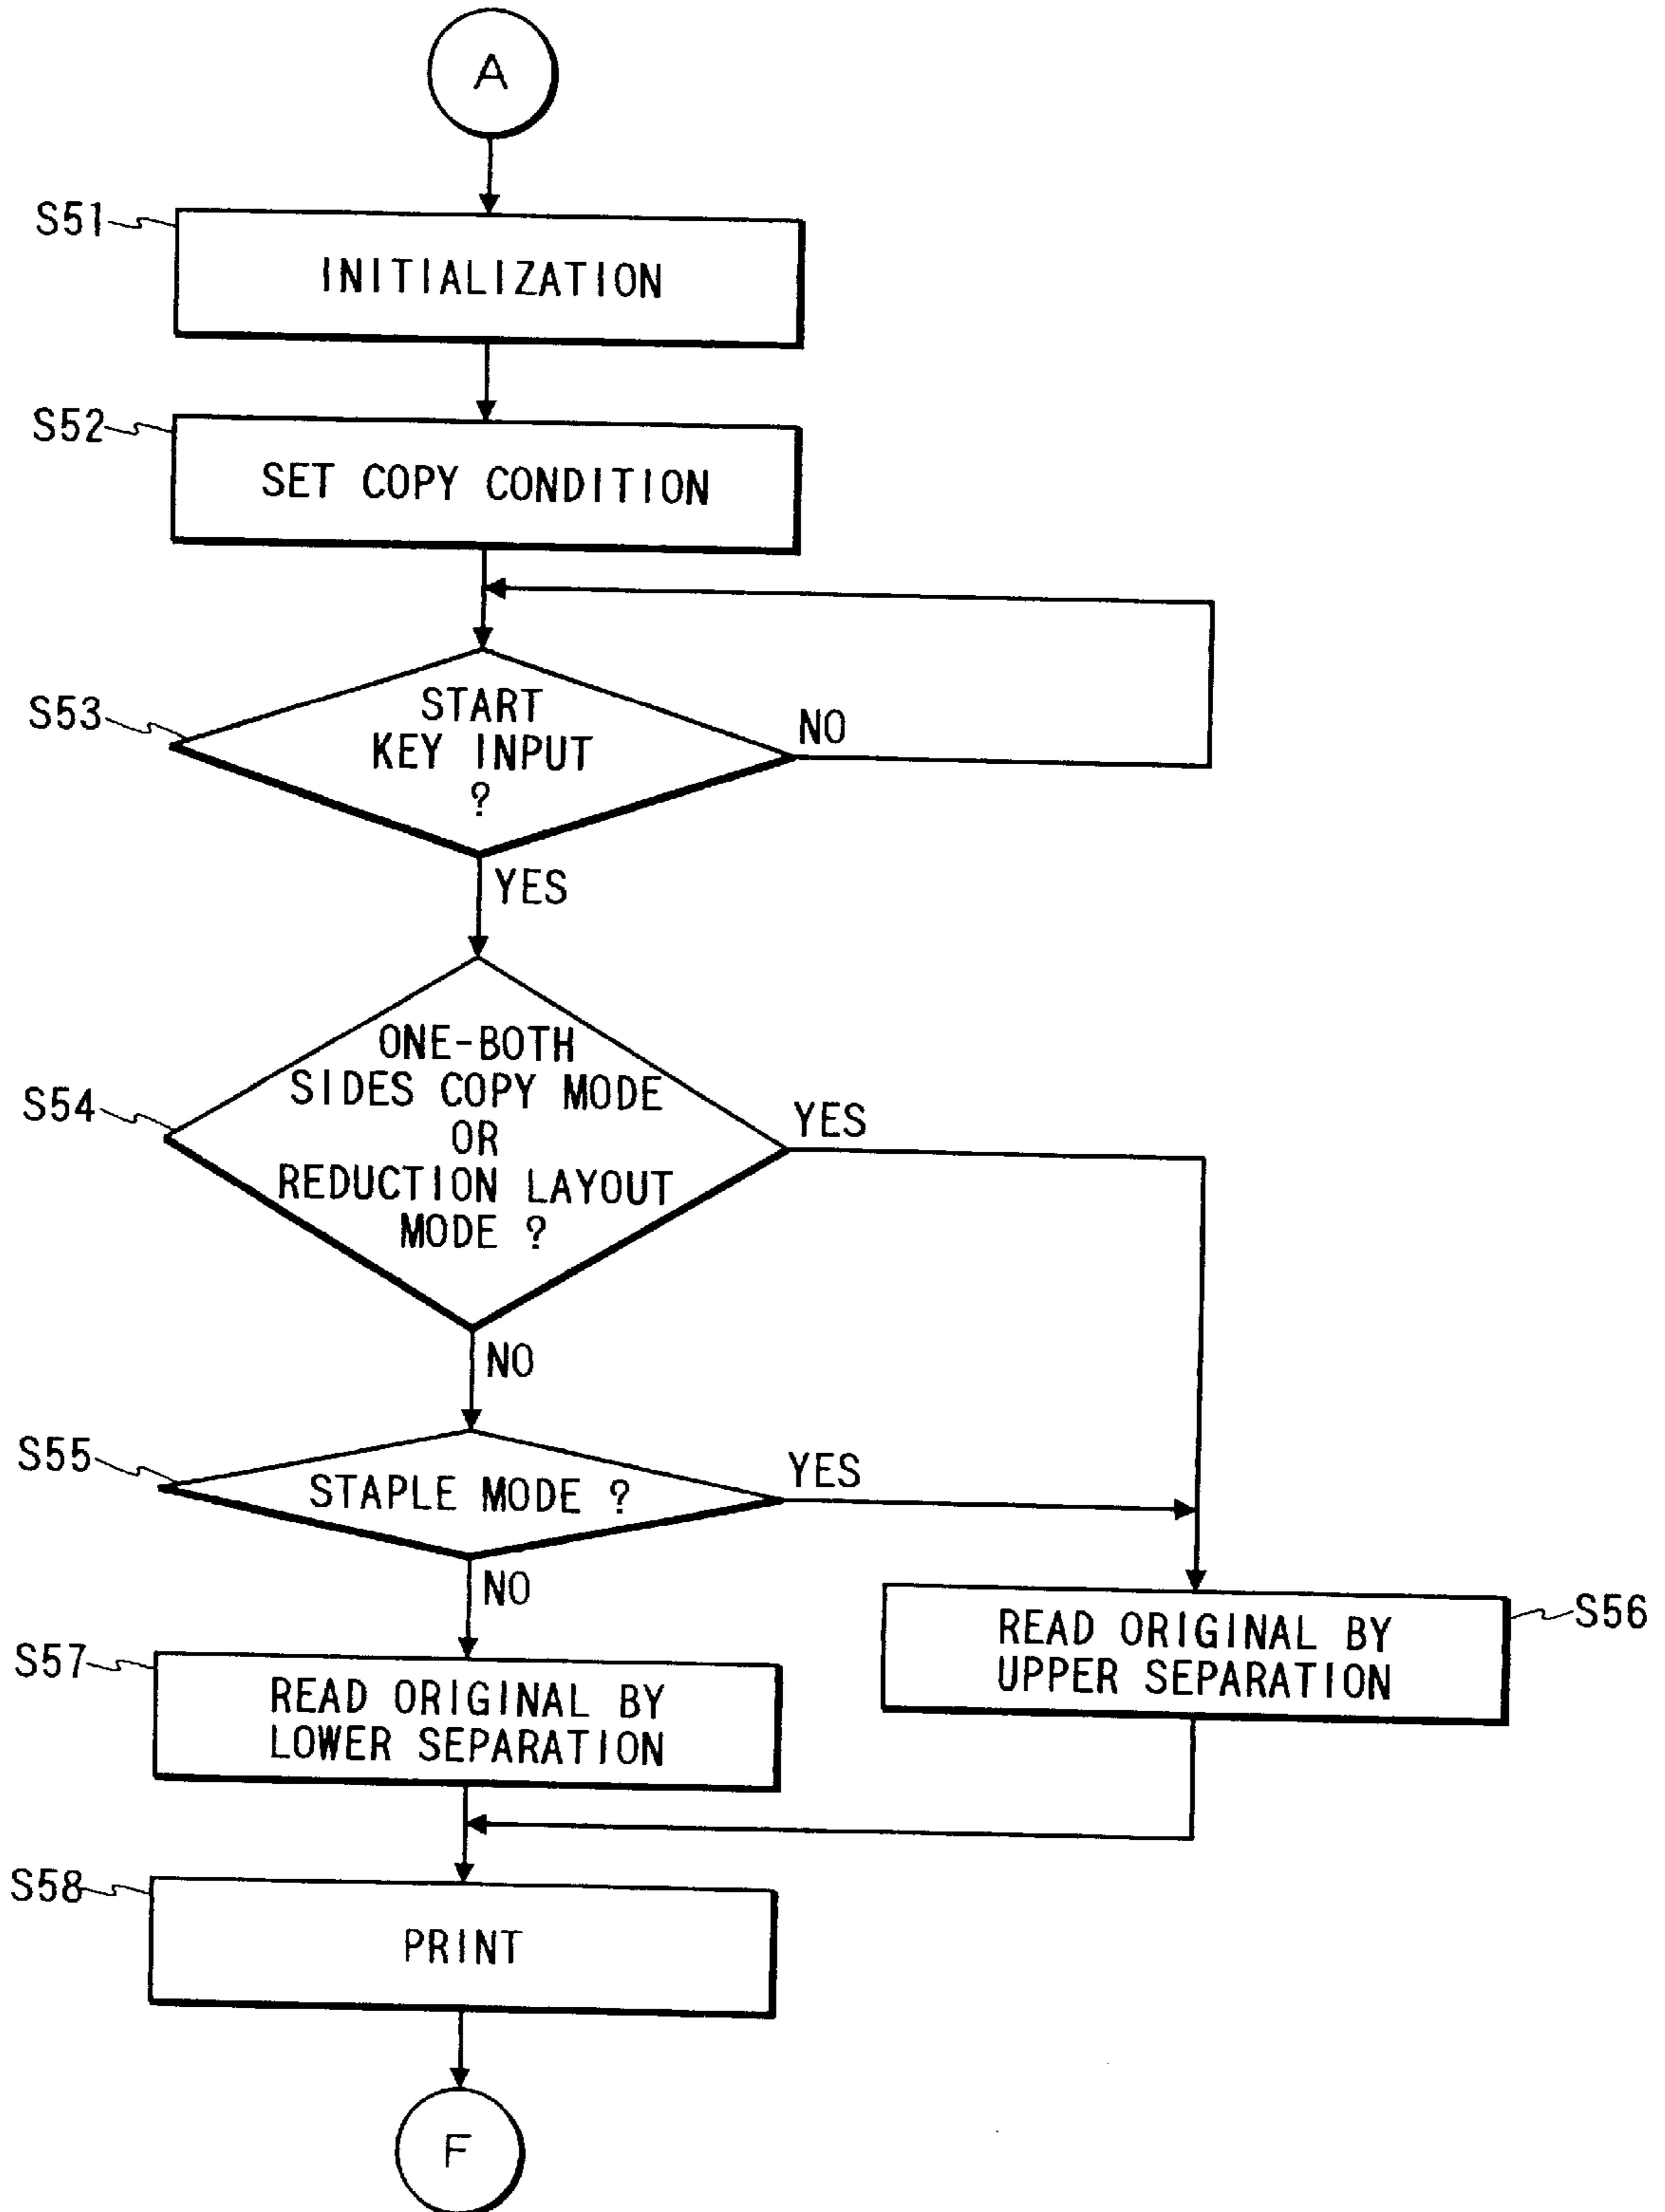 A
S51
INITIALIZATION
S52
SET COPY CONDITION
S53
START
KEY INPUT
?
NO
YES
S54
ONE-BOTH
SIDES COPY MODE
OR
REDUCTION LAYOUT
MODE ?
YES
NO
S55
STAPLE MODE ?
YES
NO
S56
READ ORIGINAL BY
UPPER SEPARATION
S57
READ ORIGINAL BY
LOWER SEPARATION
S58
PRINT
F